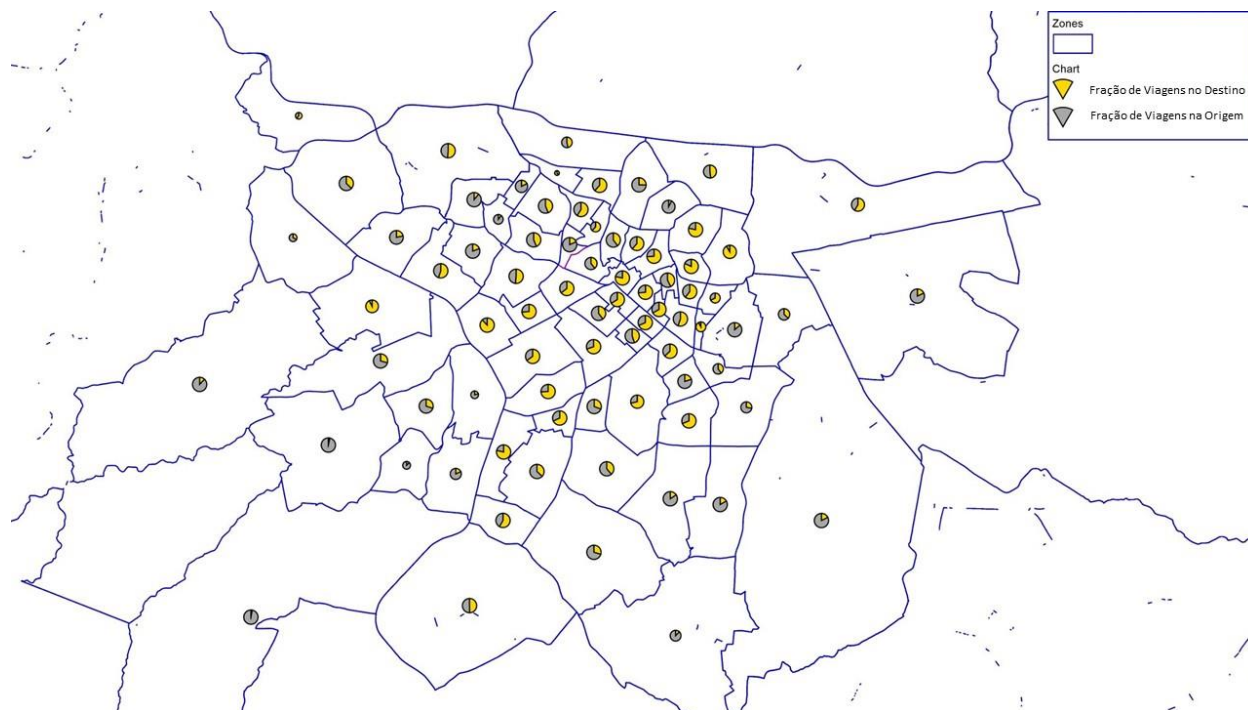 Zones
Chart
Fração de Viagens no Destino
Fração de Viagens na Origem